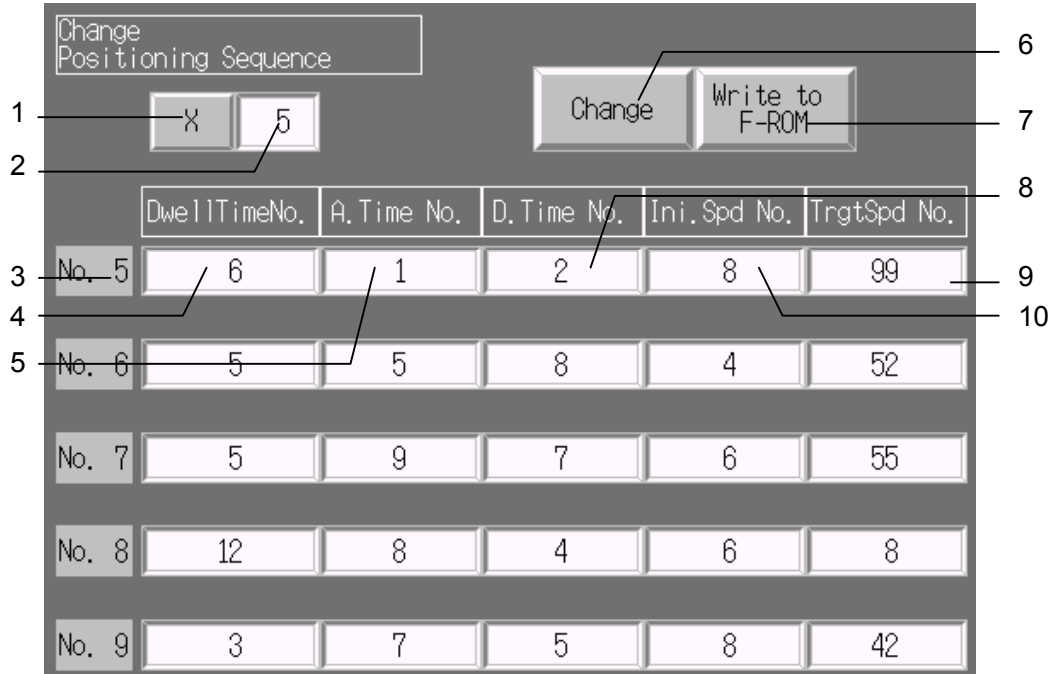 Change
Positioning Sequence
6
1 X 5 Change Write to
F-ROM 7
2
8
DwellTimeNo. A.Time No. D.Time No. Ini.Spd No. TrgtSpd No.
3 No. 5 6 1 2 8 99 9
4 10
5 No. 6 5 5 8 4 52
No. 7 5 9 7 6 55
No. 8 12 8 4 6 8
No. 9 3 7 5 8 42